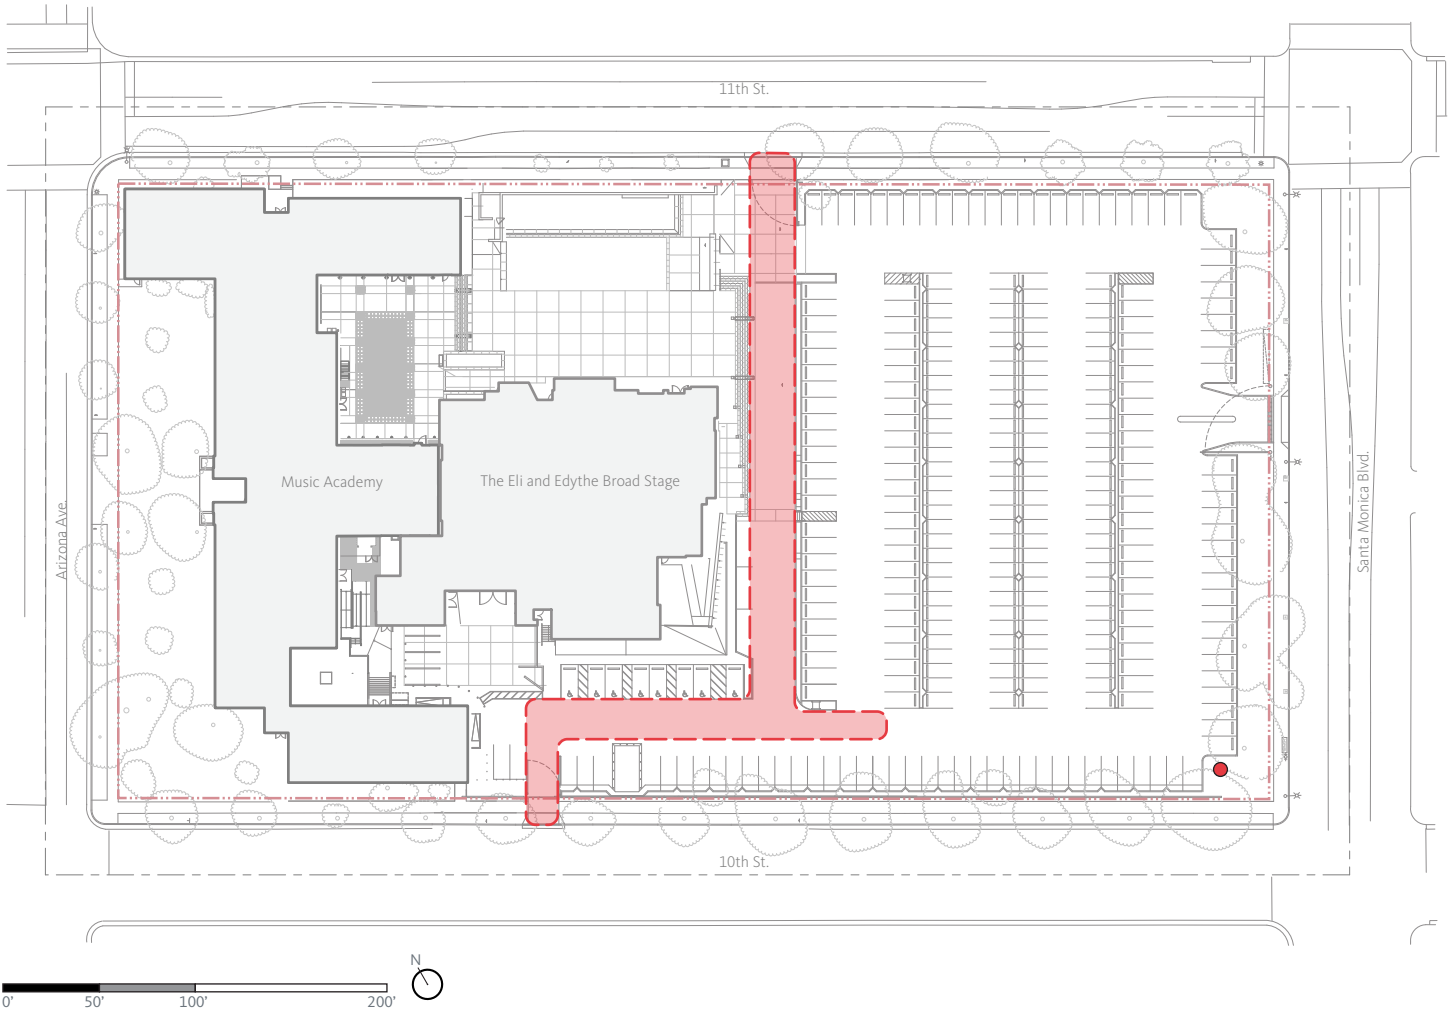 11th St.
Music Academy
The Eli and Edythe Broad Stage
Arizona Ave.
Santa Monica Blvd.
10th St.
N
0' 50' 100' 200'